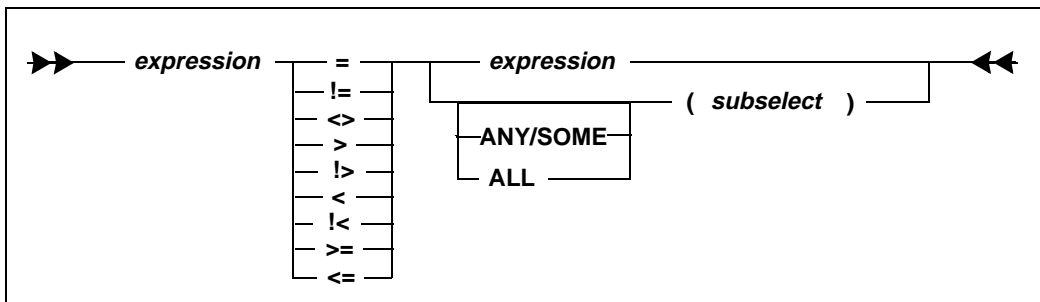 expression = expression
!= ( subselect )
<>
> ANY/SOME
!> ALL
<
!<
>=
<=